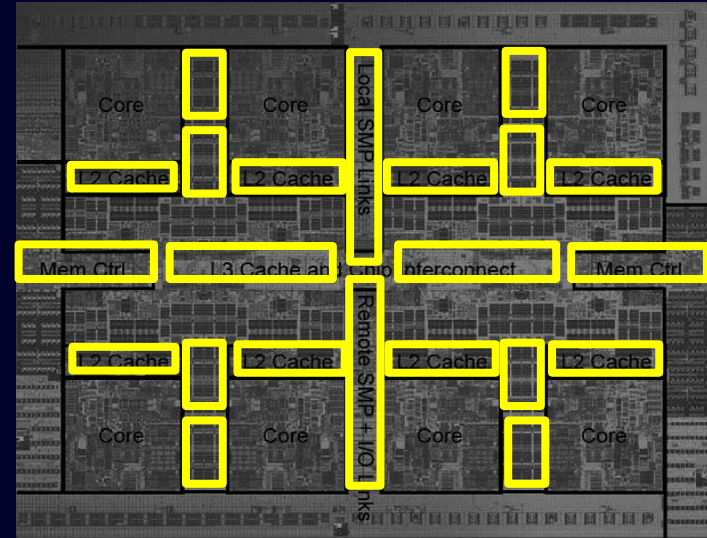 Core
Core
Core
Core
Local SMP Links
L2 Cache
L2 Cache
L2 Cache
L2 Cache
Mem Ctrl
L3 Cache and Chip Interconnect
Mem Ctrl
Remote SMP + I/O Links
L2 Cache
L2 Cache
L2 Cache
L2 Cache
Core
Core
Core
Core